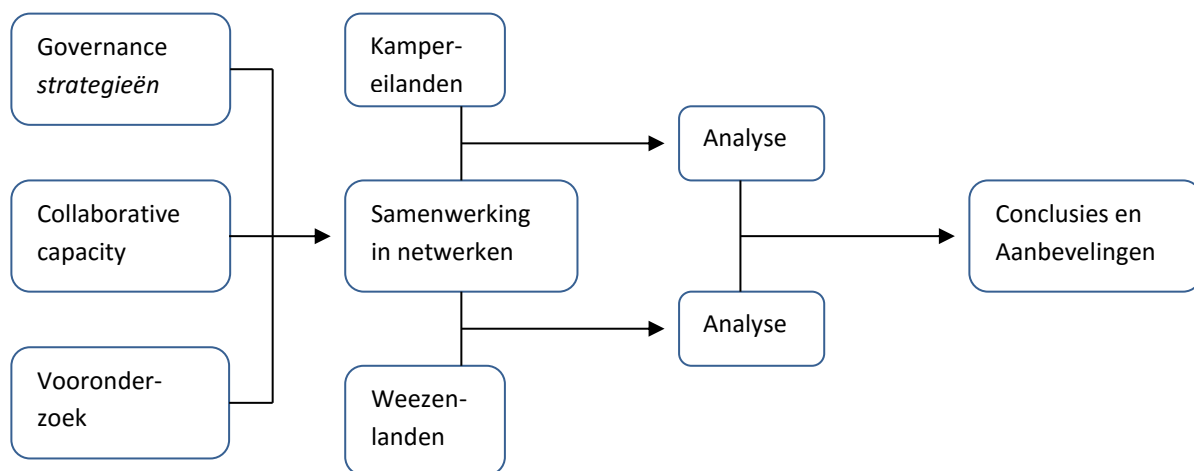 Governance
strategieën
Collaborative
capacity
Vooronder-
zoek
Kamper-
eilanden
Samenwerking
in netwerken
Weezen-
landen
Analyse
Analyse
Conclusies en
Aanbevelingen